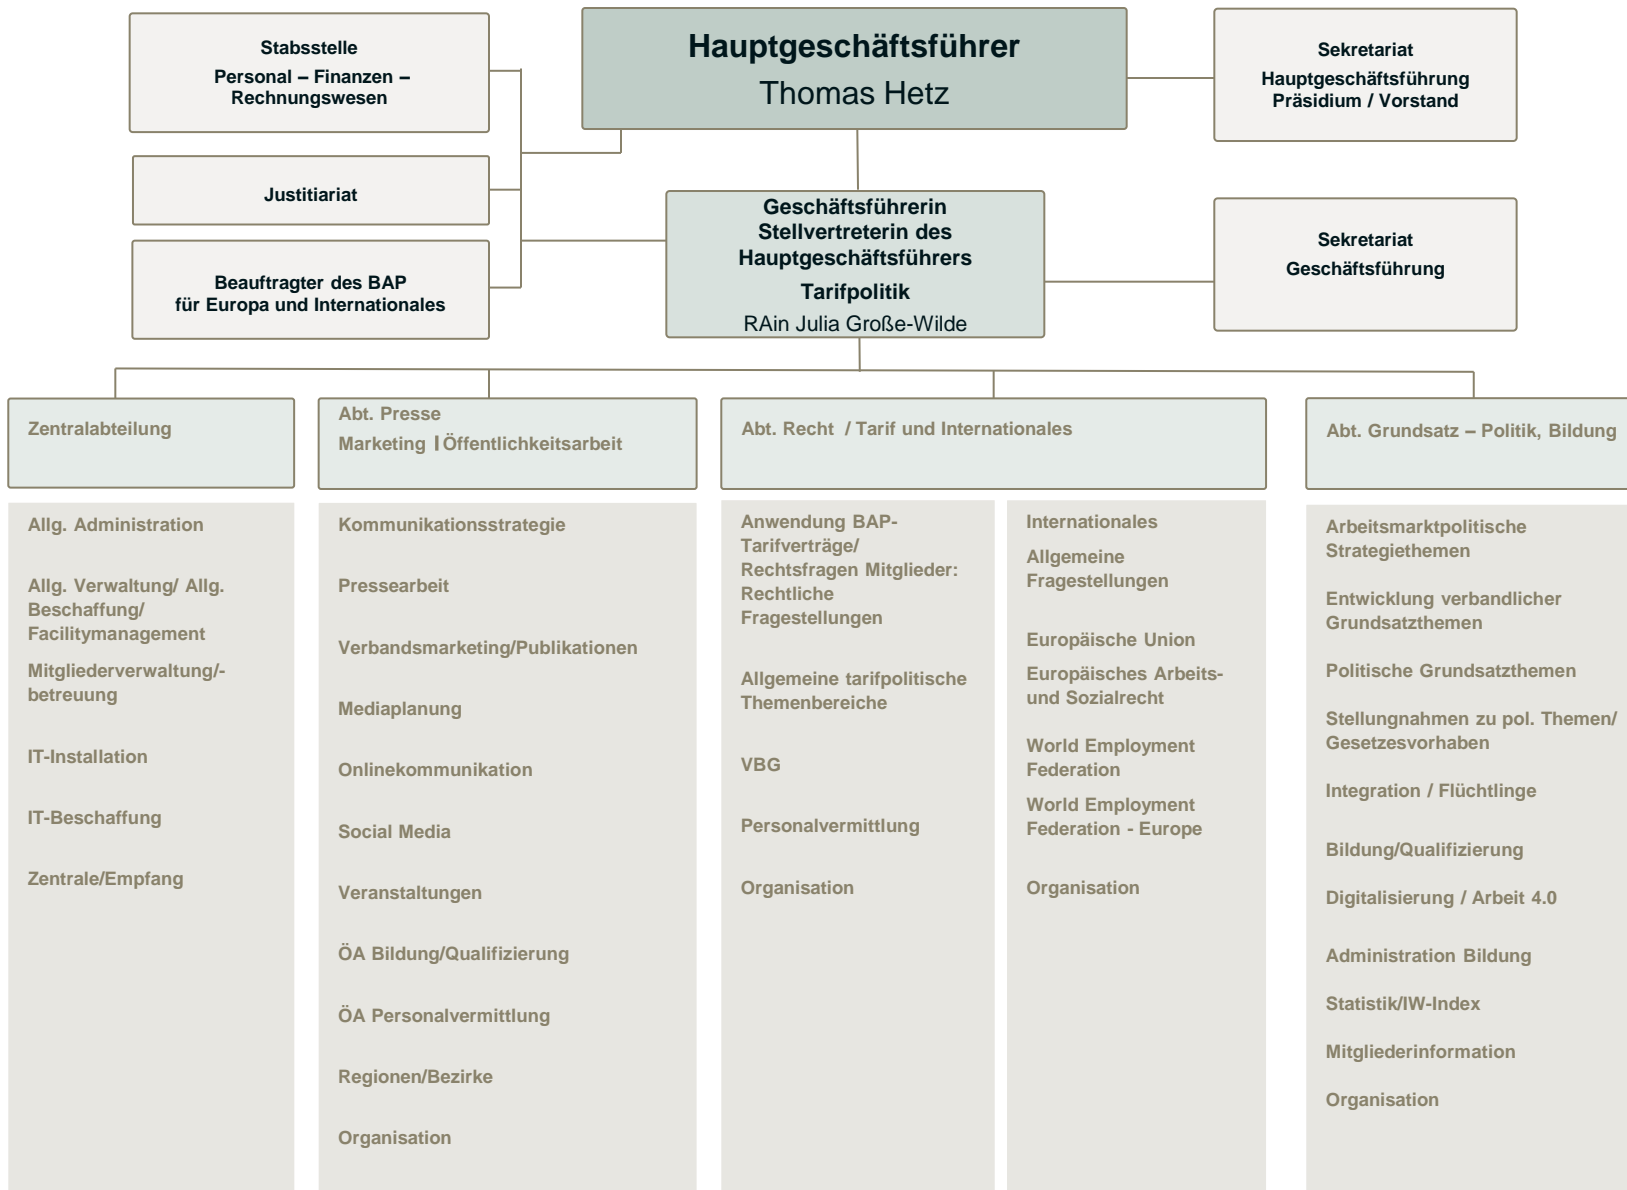 Stabsstelle
Personal – Finanzen –
Rechnungswesen
Hauptgeschäftsführer
Thomas Hetz
Sekretariat
Hauptgeschäftsführung
Präsidium / Vorstand
Justitiariat
Beauftragter des BAP
für Europa und Internationales
Geschäftsführerin
Stellvertreterin des
Hauptgeschäftsführers
Tarifpolitik
RAin Julia Große-Wilde
Sekretariat
Geschäftsführung
Zentralabteilung
Allg. Administration
Allg. Verwaltung/ Allg.
Beschaffung/
Facilitymanagement
Mitgliederverwaltung/-
betreuung
IT-Installation
IT-Beschaffung
Zentrale/Empfang
Abt. Presse
Marketing I Öffentlichkeitsarbeit
Kommunikationsstrategie
Pressearbeit
Verbandsmarketing/Publikationen
Mediaplanung
Onlinekommunikation
Social Media
Veranstaltungen
ÖA Bildung/Qualifizierung
ÖA Personalvermittlung
Regionen/Bezirke
Organisation
Abt. Recht / Tarif und Internationales
Anwendung BAP-
Tarifverträge/
Rechtsfragen Mitglieder:
Rechtliche
Fragestellungen
Allgemeine tarifpolitische
Themenbereiche
VBG
Personalvermittlung
Organisation
Internationales
Allgemeine
Fragestellungen
Europäische Union
Europäisches Arbeits-
und Sozialrecht
World Employment
Federation
World Employment
Federation - Europe
Organisation
Abt. Grundsatz – Politik, Bildung
Arbeitsmarktpolitische
Strategiethemen
Entwicklung verbandlicher
Grundsatzthemen
Politische Grundsatzthemen
Stellungnahmen zu pol. Themen/
Gesetzesvorhaben
Integration / Flüchtlinge
Bildung/Qualifizierung
Digitalisierung / Arbeit 4.0
Administration Bildung
Statistik/IW-Index
Mitgliederinformation
Organisation